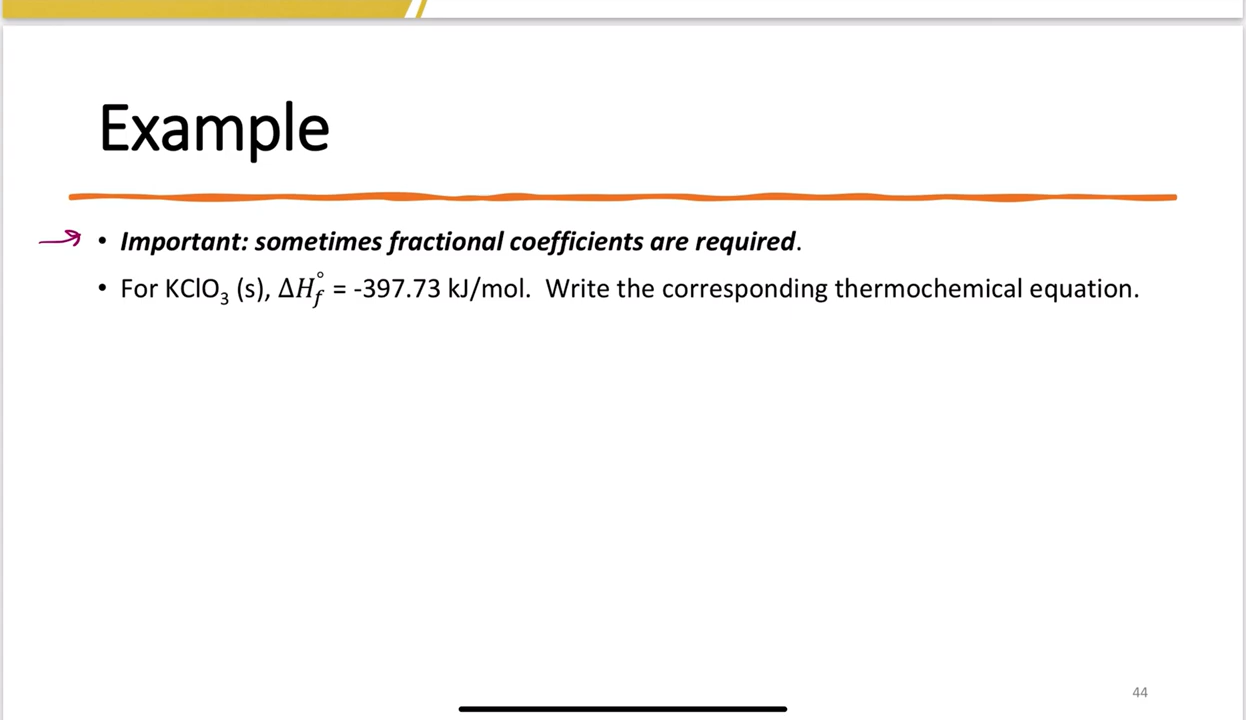 Example
• Important: sometimes fractional coefficients are required.
• For KClO₃ (s), ΔH°f = -397.73 kJ/mol.  Write the corresponding thermochemical equation.
44